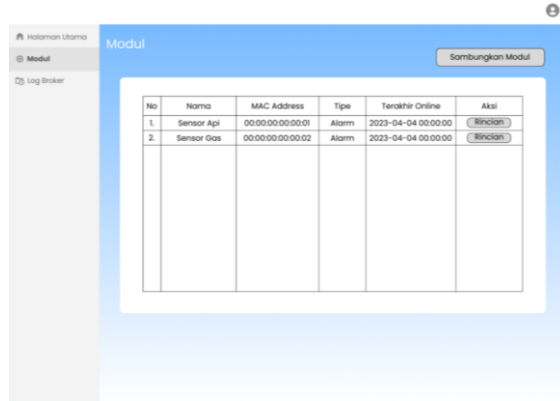 Halaman Utama
Modul
Log Broker
Modul
Sambungkan Modul
No Nama MAC Address Tipe Terakhir Online Aksi
1. Sensor Api 00:00:00:00:00:01 Alarm 2023-04-04 00:00:00 Rincian
2. Sensor Gas 00:00:00:00:00:02 Alarm 2023-04-04 00:00:00 Rincian